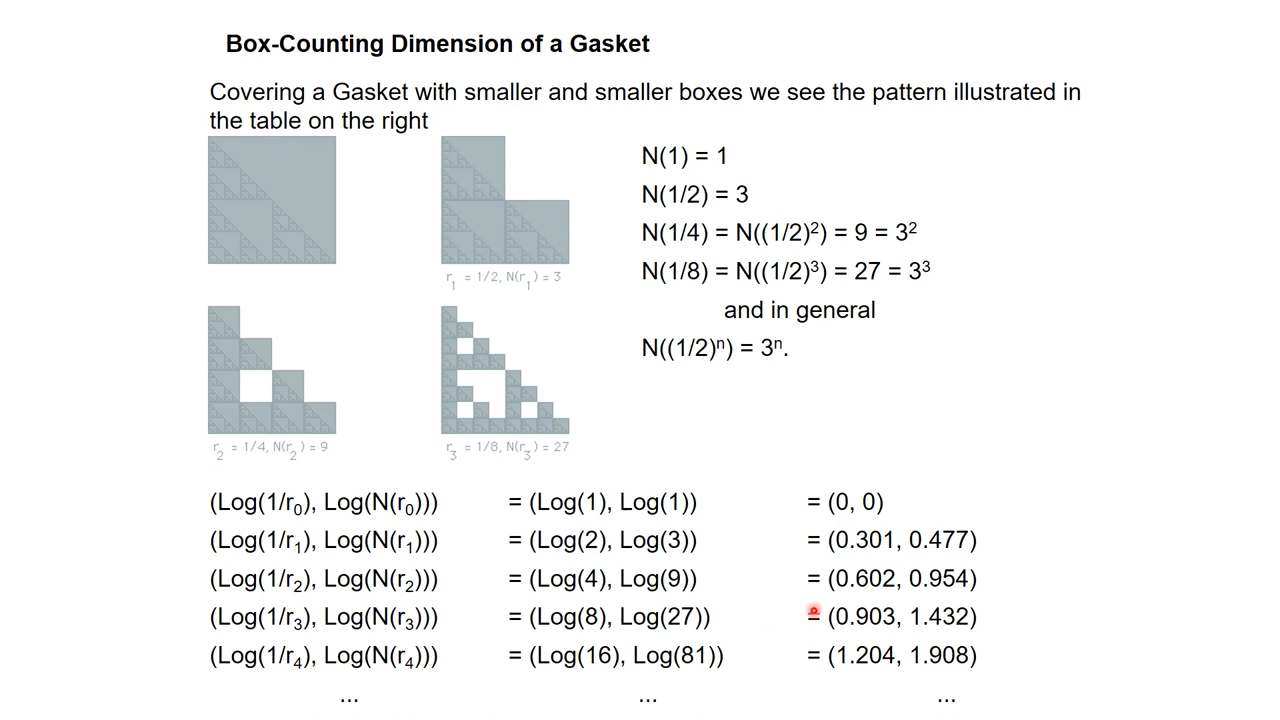 Box-Counting Dimension of a Gasket
Covering a Gasket with smaller and smaller boxes we see the pattern illustrated in
the table on the right
N(1) = 1
N(1/2) = 3
N(1/4) = N((1/2)²) = 9 = 3²
N(1/8) = N((1/2)³) = 27 = 3³
and in general
N((1/2)ⁿ) = 3ⁿ.
r₁ = 1/2, N(r₁) = 3
r₂ = 1/4, N(r₂) = 9
r₃ = 1/8, N(r₃) = 27
(Log(1/r₀), Log(N(r₀))) = (Log(1), Log(1)) = (0, 0)
(Log(1/r₁), Log(N(r₁))) = (Log(2), Log(3)) = (0.301, 0.477)
(Log(1/r₂), Log(N(r₂))) = (Log(4), Log(9)) = (0.602, 0.954)
(Log(1/r₃), Log(N(r₃))) = (Log(8), Log(27)) = (0.903, 1.432)
(Log(1/r₄), Log(N(r₄))) = (Log(16), Log(81)) = (1.204, 1.908)
... ... ...